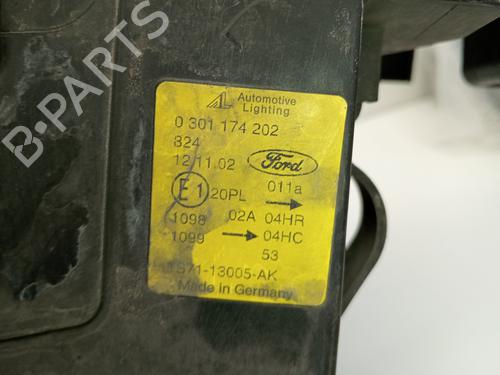 B-PARTS
AL Automotive
Lighting
0 301 174 202
824
12.11.02 Ford
E1 20PL 011a
1098 02A 04HR
1099 04HC
53
1S71-13005-AK
Made in Germany